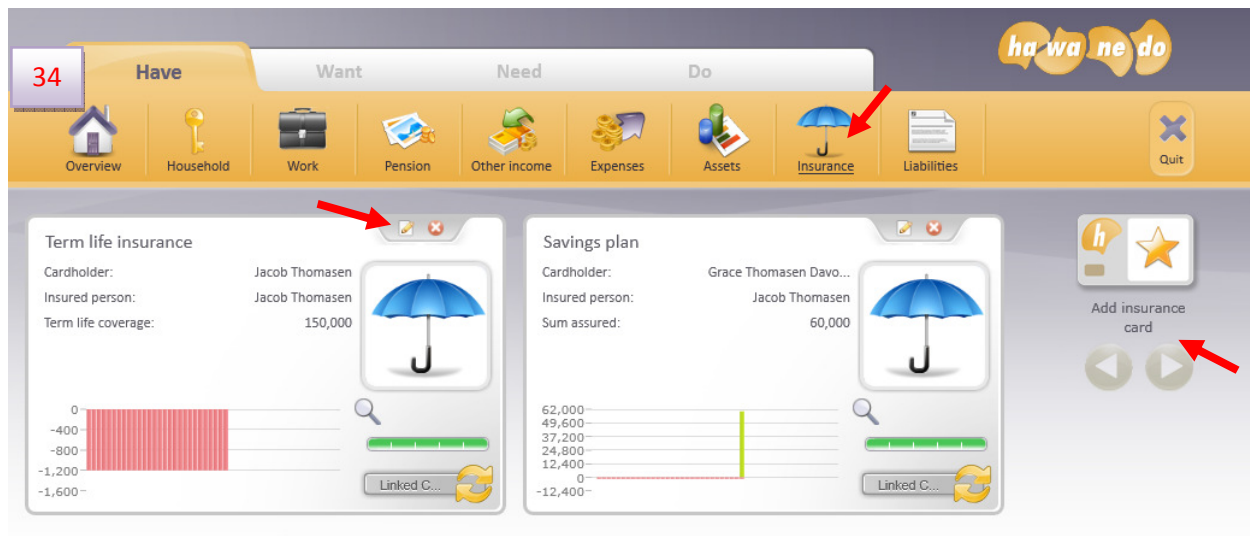 ha wa ne do
34
Have Want Need Do
Overview Household Work Pension Other income Expenses Assets Insurance Liabilities Quit
Term life insurance
Cardholder: Jacob Thomasen
Insured person: Jacob Thomasen
Term life coverage: 150,000
0
-400
-800
-1,200
-1,600
Linked C...
Savings plan
Cardholder: Grace Thomasen Davo...
Insured person: Jacob Thomasen
Sum assured: 60,000
62,000
49,600
37,200
24,800
12,400
0
-12,400
Linked C...
h
Add insurance
card